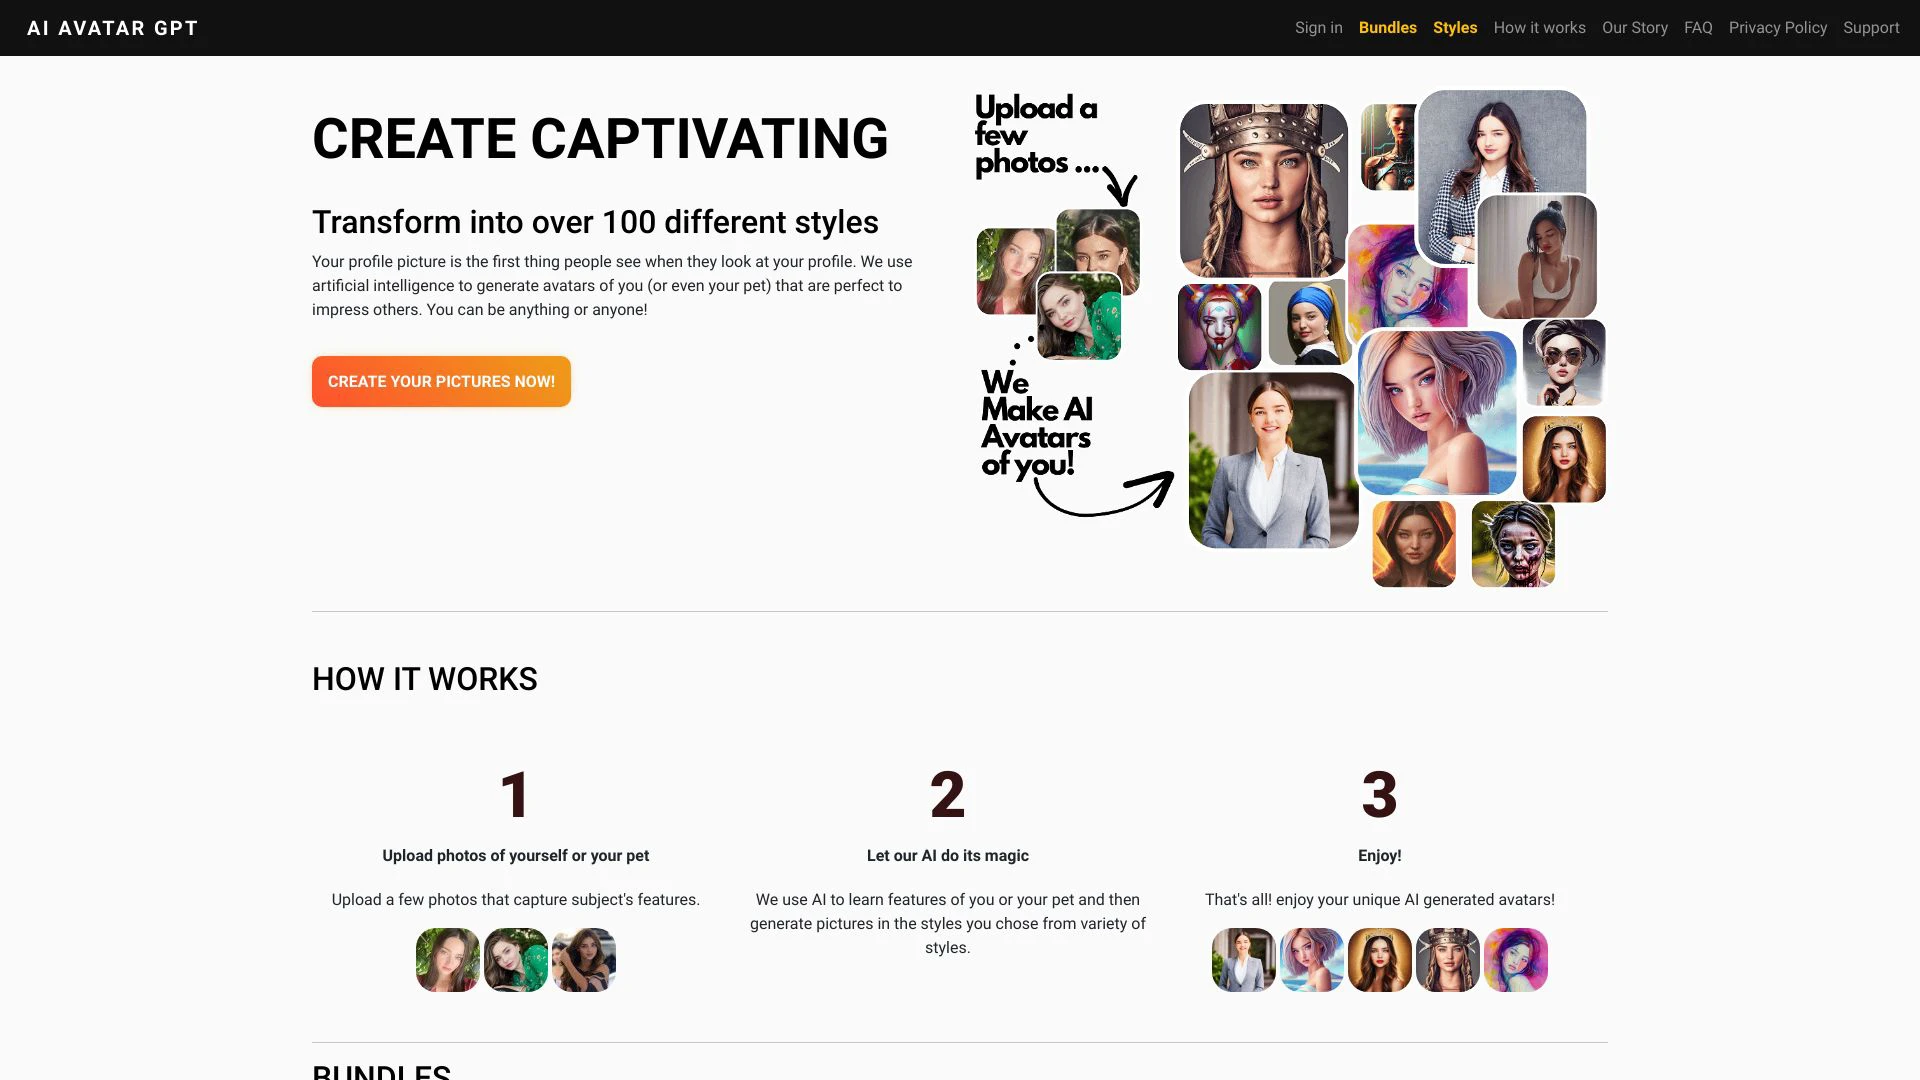 AI AVATAR GPT
Sign in
Bundles
Styles
How it works
Our Story
FAQ
Privacy Policy
Support
CREATE CAPTIVATING
Transform into over 100 different styles
Your profile picture is the first thing people see when they look at your profile. We use
artificial intelligence to generate avatars of you (or even your pet) that are perfect to
impress others. You can be anything or anyone!
CREATE YOUR PICTURES NOW!
Upload a
few
photos ...
We
Make AI
Avatars
of you!
HOW IT WORKS
1
Upload photos of yourself or your pet
Upload a few photos that capture subject's features.
2
Let our AI do its magic
We use AI to learn features of you or your pet and then
generate pictures in the styles you chose from variety of
styles.
3
Enjoy!
That's all! enjoy your unique AI generated avatars!
BUNDLES